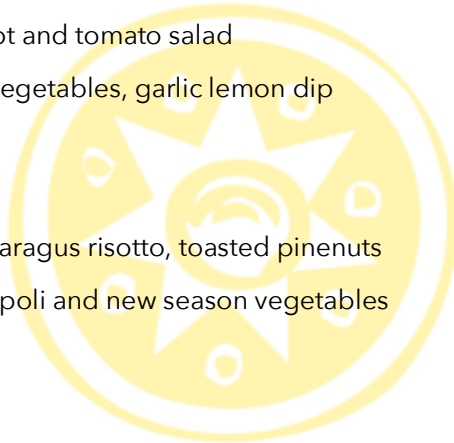 ot and tomato salad
egetables, garlic lemon dip
aragus risotto, toasted pinenuts
poli and new season vegetables